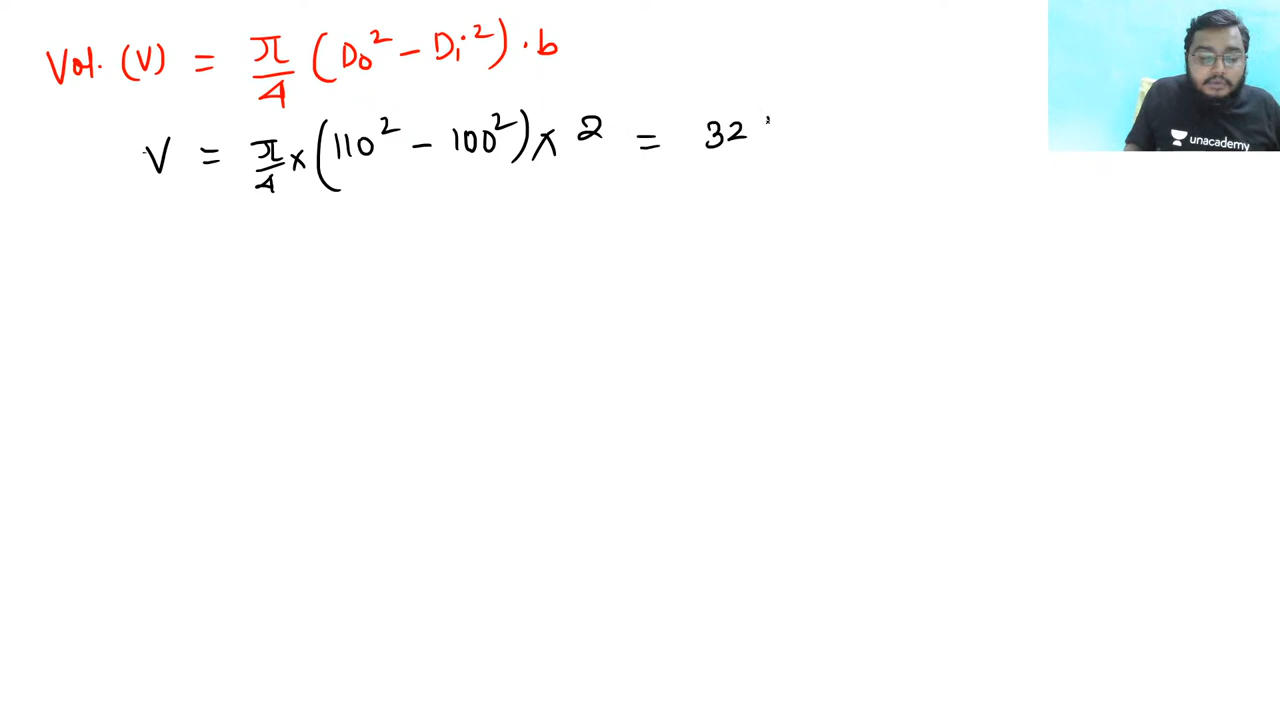 Vol. (V) = π/4 (Do² - Di²) · b
V = π/4 × (110² - 100²) × 2 = 32
unacademy